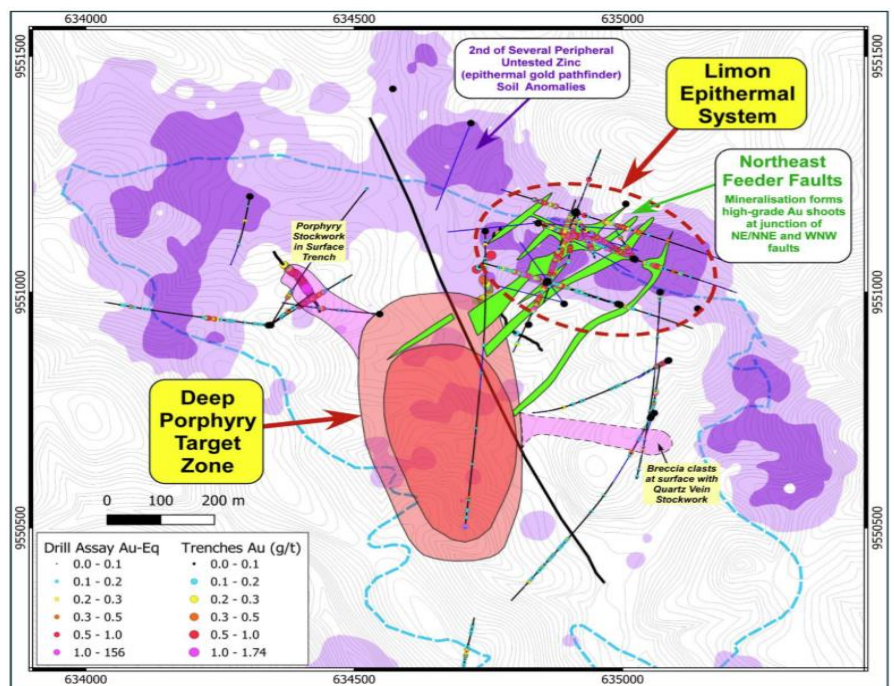 634000
634500
635000
9551500
9551500
2nd of Several Peripheral
Untested Zinc
(epithermal gold pathfinder)
Soil Anomalies
Limon
Epithermal
System
Northeast
Feeder Faults
Mineralisation forms
high-grade Au shoots
at junction of
NE/NNE and WNW
faults
Porphyry
Stockwork
in Surface
Trench
9551000
9551000
Deep
Porphyry
Target
Zone
Breccia clasts
at surface with
Quartz Vein
Stockwork
0 100 200 m
9550500
9550500
Drill Assay Au-Eq
0.0 - 0.1
0.1 - 0.2
0.2 - 0.3
0.3 - 0.5
0.5 - 1.0
1.0 - 156
Trenches Au (g/t)
0.0 - 0.1
0.1 - 0.2
0.2 - 0.3
0.3 - 0.5
0.5 - 1.0
1.0 - 1.74
634000
634500
635000